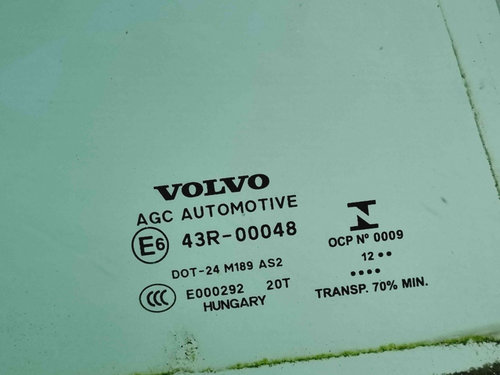 VOLVO
AGC AUTOMOTIVE
E6 43R-00048
DOT-24 M189 AS2
CCC E000292 20T
HUNGARY
N
OCP Nº 0009
12 ••
••••
TRANSP. 70% MIN.